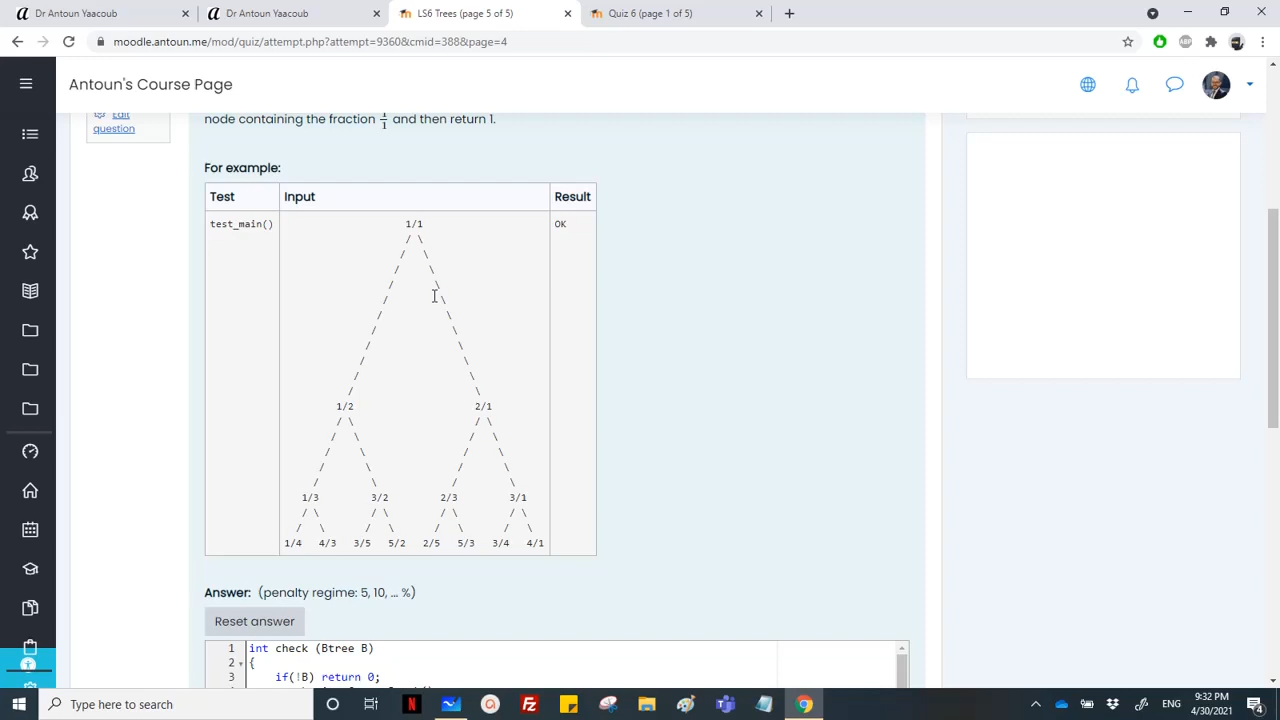 Dr Antoun Yaacoub
Dr Antoun Yaacoub
LS6 Trees (page 5 of 5)
Quiz 6 (page 1 of 5)
moodle.antoun.me/mod/quiz/attempt.php?attempt=9360&cmid=388&page=4
Antoun's Course Page
Edit
question
node containing the fraction 1/1 and then return 1.
For example:
Test Input Result
test_main() 1/1 OK
1/2 2/1
1/3 3/2 2/3 3/1
1/4 4/3 3/5 5/2 2/5 5/3 3/4 4/1
Answer: (penalty regime: 5, 10, ... %)
Reset answer
1 int check (Btree B)
2 {
3 if(!B) return 0;
Type here to search
ENG
9:32 PM
4/30/2021